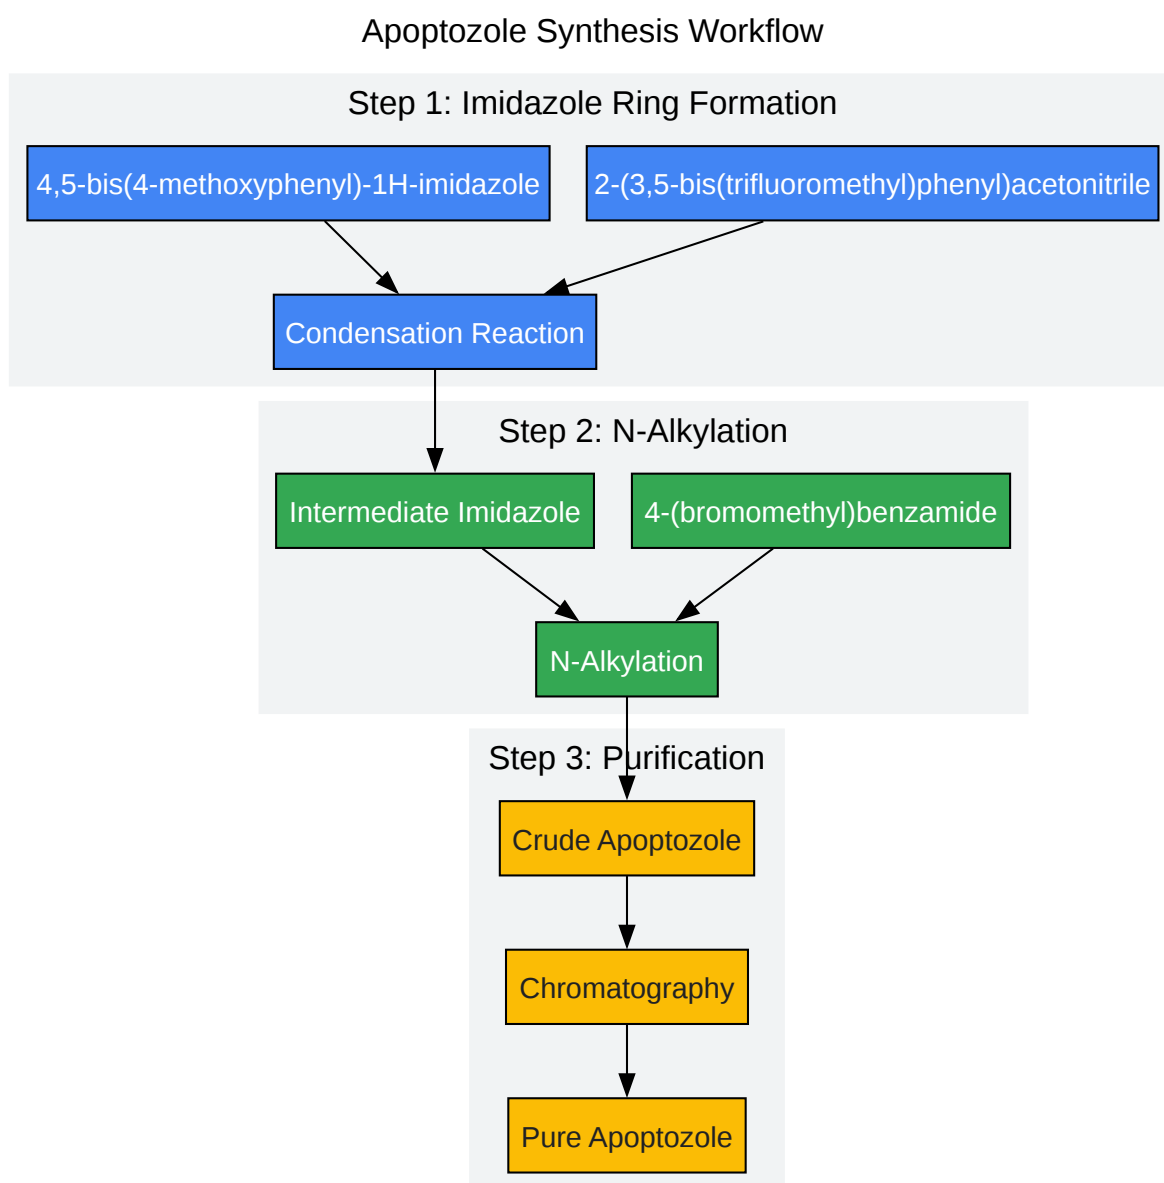 Apoptozole Synthesis Workflow
Step 1: Imidazole Ring Formation
4,5-bis(4-methoxyphenyl)-1H-imidazole
2-(3,5-bis(trifluoromethyl)phenyl)acetonitrile
Condensation Reaction
Step 2: N-Alkylation
Intermediate Imidazole
4-(bromomethyl)benzamide
N-Alkylation
Step 3: Purification
Crude Apoptozole
Chromatography
Pure Apoptozole